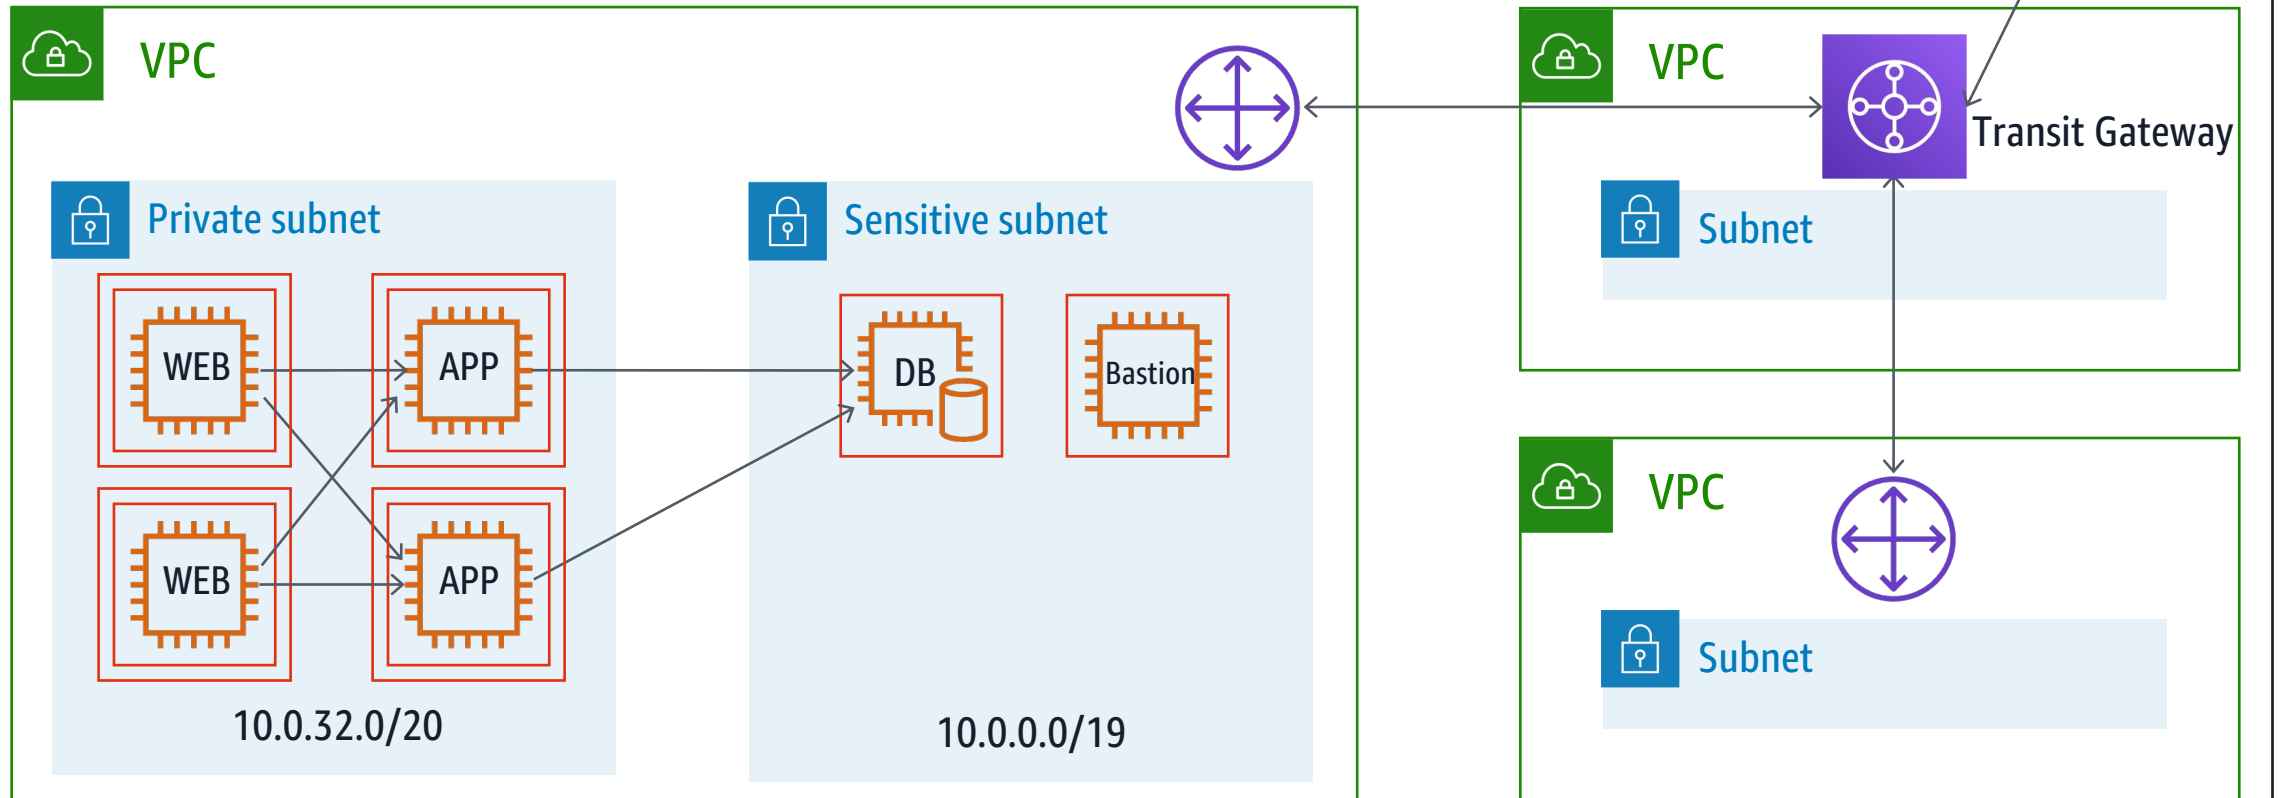 VPC
Private subnet
WEB
APP
WEB
APP
10.0.32.0/20
Sensitive subnet
DB
Bastion
10.0.0.0/19
VPC
Transit Gateway
Subnet
VPC
Subnet